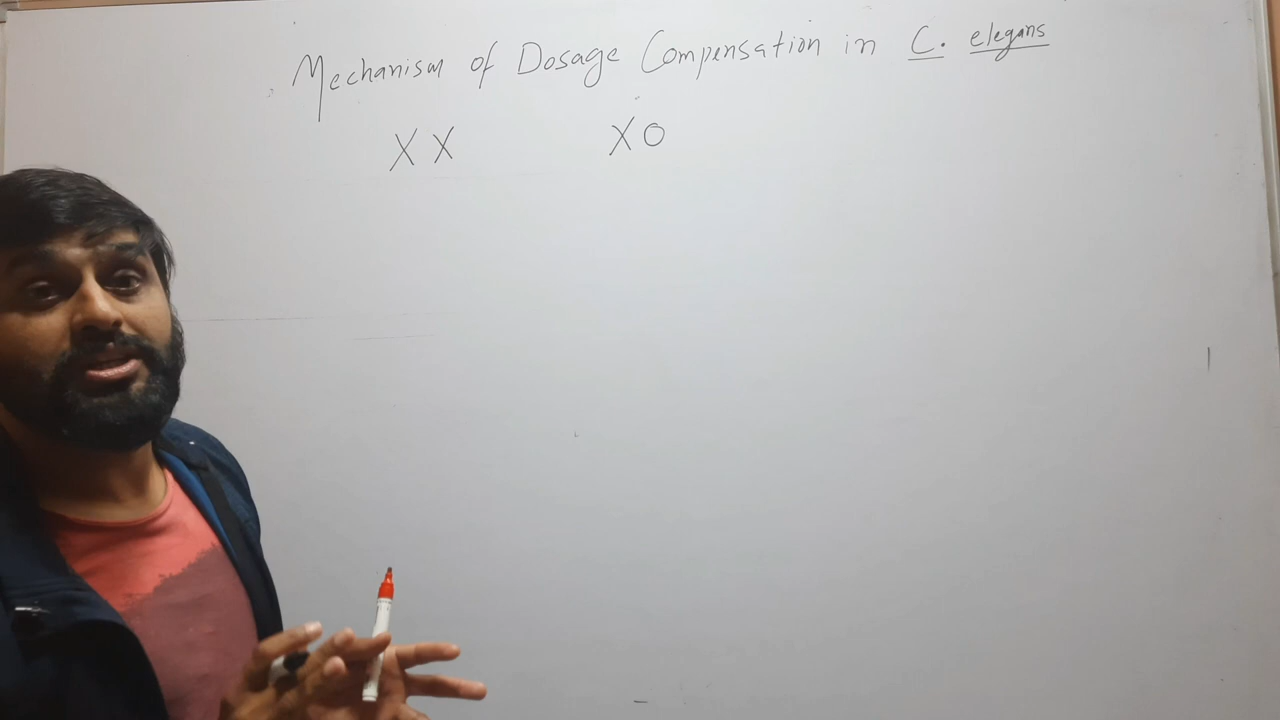 Mechanism of Dosage Compensation in C. elegans
XX XO